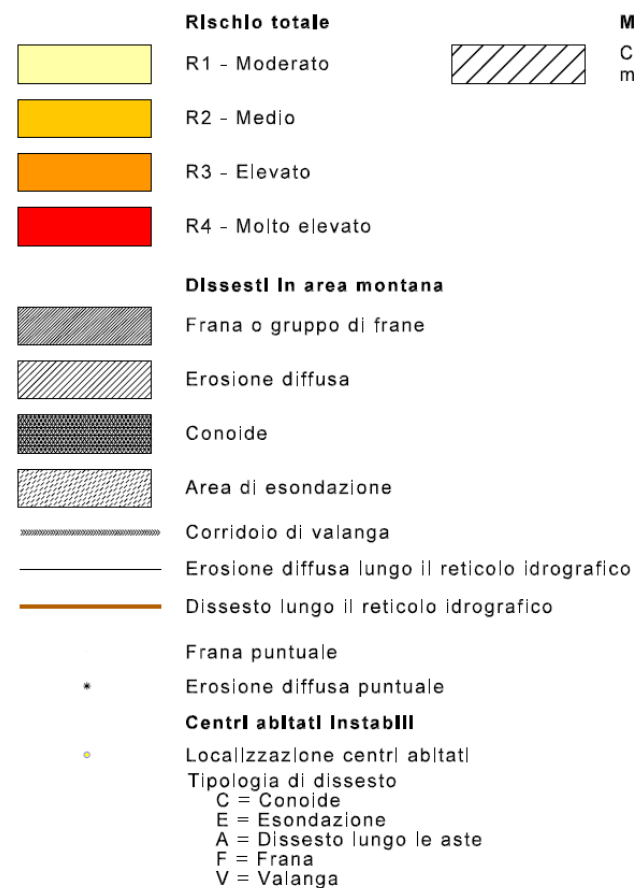 Rischio totale
R1 - Moderato
R2 - Medio
R3 - Elevato
R4 - Molto elevato
M
C
m
Dissesti in area montana
Frana o gruppo di frane
Erosione diffusa
Conoide
Area di esondazione
Corridoio di valanga
Erosione diffusa lungo il reticolo idrografico
Dissesto lungo il reticolo idrografico
Frana puntuale
Erosione diffusa puntuale
Centri abitati instabili
Localizzazione centri abitati
Tipologia di dissesto
C = Conoide
E = Esondazione
A = Dissesto lungo le aste
F = Frana
V = Valanga